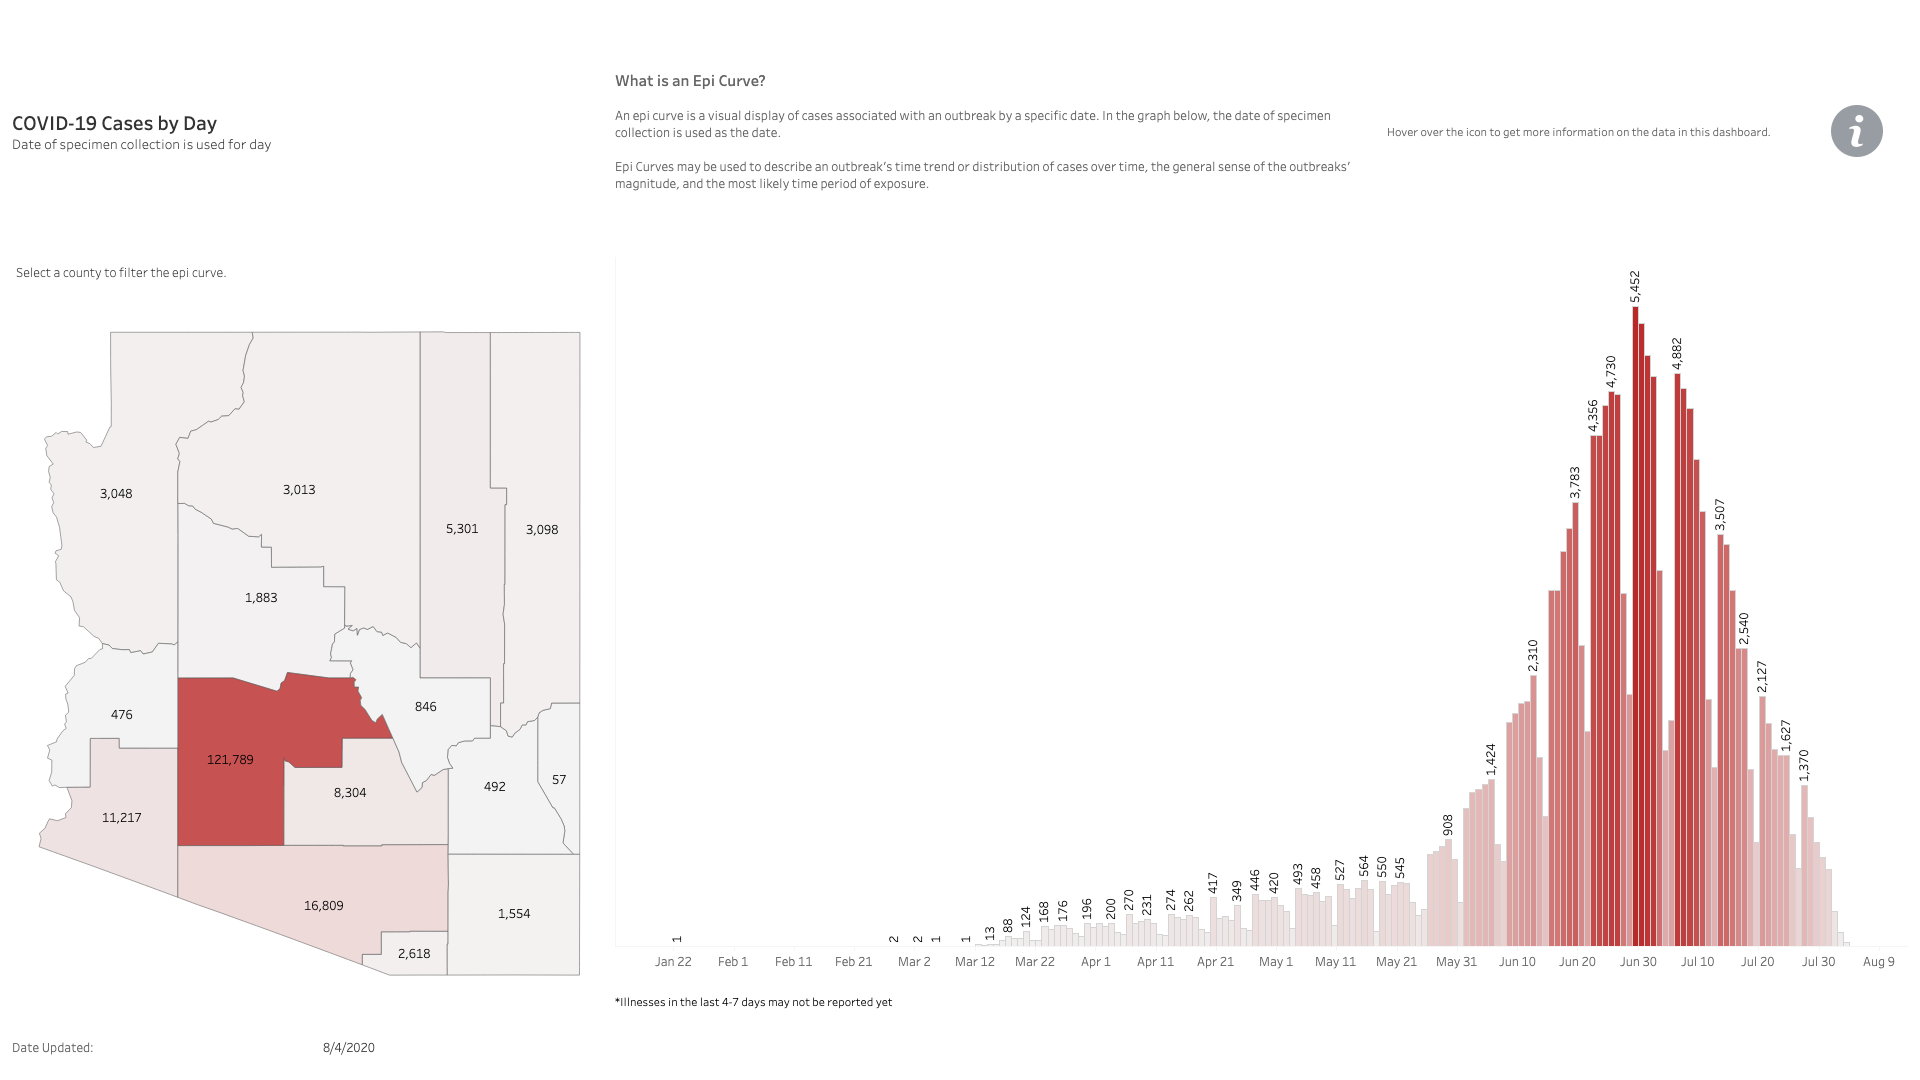 What is an Epi Curve?
COVID-19 Cases by Day
Date of specimen collection is used for day
An epi curve is a visual display of cases associated with an outbreak by a specific date. In the graph below, the date of specimen
collection is used as the date.
Epi Curves may be used to describe an outbreak's time trend or distribution of cases over time, the general sense of the outbreaks'
magnitude, and the most likely time period of exposure.
Hover over the icon to get more information on the data in this dashboard.
i
Select a county to filter the epi curve.
3,048
3,013
5,301
3,098
1,883
476
846
121,789
57
492
8,304
11,217
16,809
1,554
2,618
1
2
2
1
1
13
88
124
168
176
196
200
270
231
274
262
417
349
446
420
493
458
527
564
550
545
908
1,424
2,310
3,783
4,356
4,730
5,452
4,882
3,507
2,540
2,127
1,627
1,370
Jan 22
Feb 1
Feb 11
Feb 21
Mar 2
Mar 12
Mar 22
Apr 1
Apr 11
Apr 21
May 1
May 11
May 21
May 31
Jun 10
Jun 20
Jun 30
Jul 10
Jul 20
Jul 30
Aug 9
*Illnesses in the last 4-7 days may not be reported yet
Date Updated:
8/4/2020